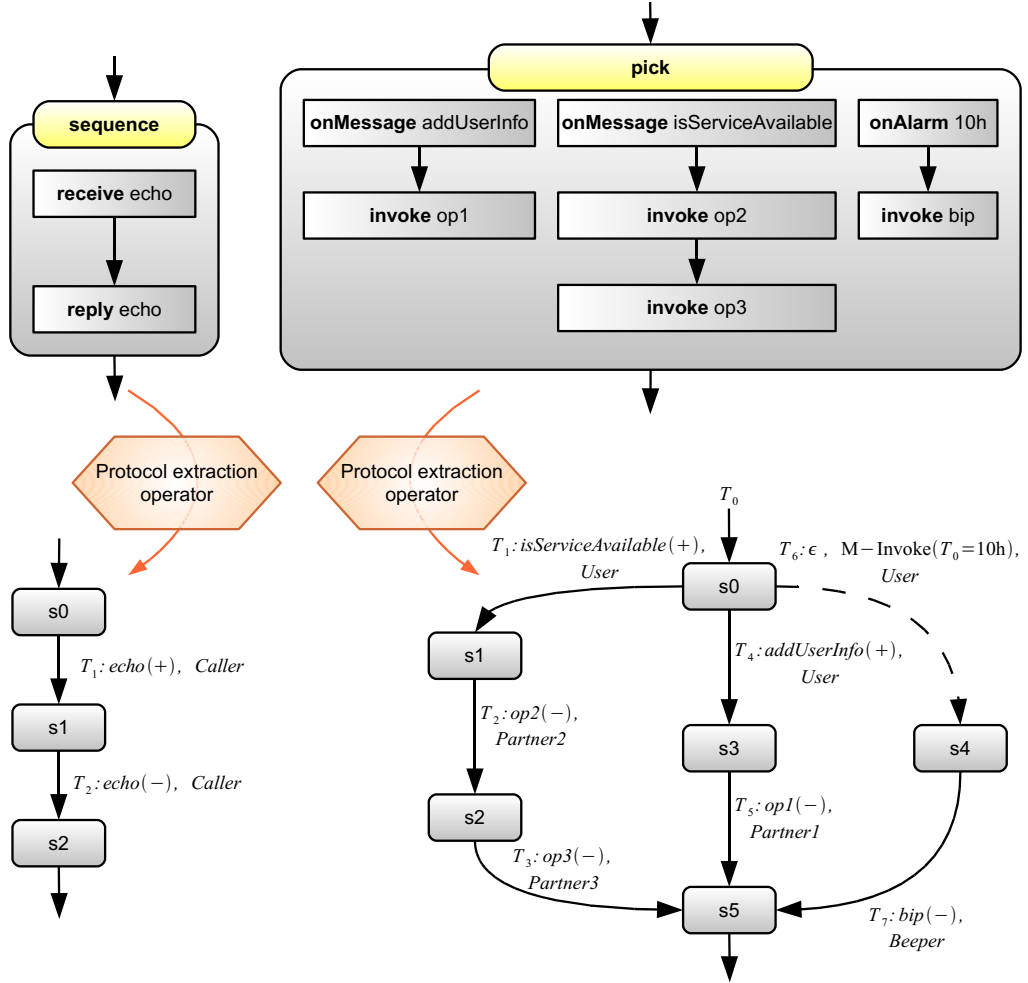 pick
sequence
onMessage addUserInfo
onMessage isServiceAvailable
onAlarm 10h
receive echo
invoke op1
invoke op2
invoke bip
reply echo
invoke op3
Protocol extraction
operator
Protocol extraction
operator
s0
T₁:echo(+), Caller
s1
T₂:echo(−), Caller
s2
T₀
T₁:isServiceAvailable(+),
User
T₆:ϵ, M−Invoke(T₀=10h),
User
s0
s1
T₄:addUserInfo(+),
User
T₂:op2(−),
Partner2
s3
s4
s2
T₅:op1(−),
Partner1
T₃:op3(−),
Partner3
s5
T₇:bip(−),
Beeper